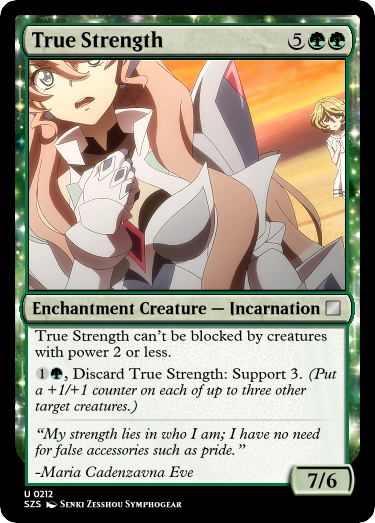 True Strength 5
Enchantment Creature — Incarnation
True Strength can't be blocked by creatures
with power 2 or less.
1, Discard True Strength: Support 3. (Put
a +1/+1 counter on each of up to three other
target creatures.)
“My strength lies in who I am; I have no need
for false accessories such as pride.”
-Maria Cadenzavna Eve
7/6
U 0212
SZS Senki Zesshou Symphogear